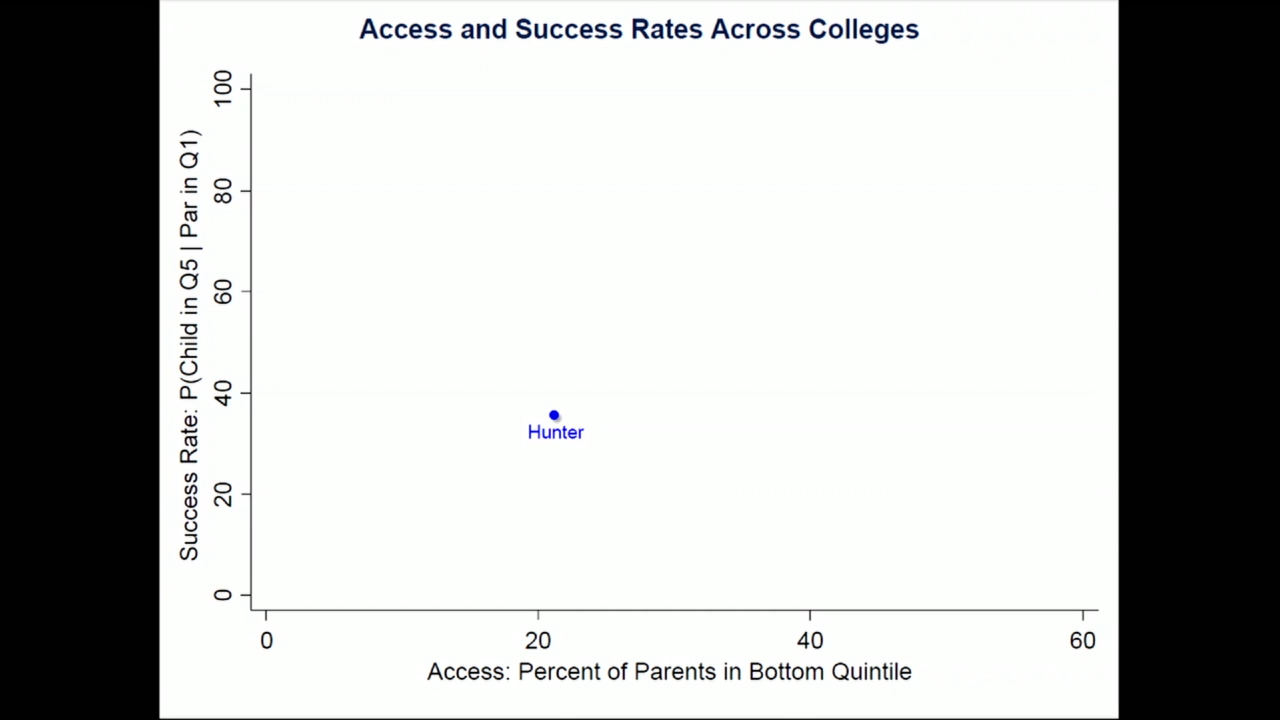 Access and Success Rates Across Colleges
Success Rate: P(Child in Q5 | Par in Q1)
100
80
60
40
20
0
Hunter
0 20 40 60
Access: Percent of Parents in Bottom Quintile